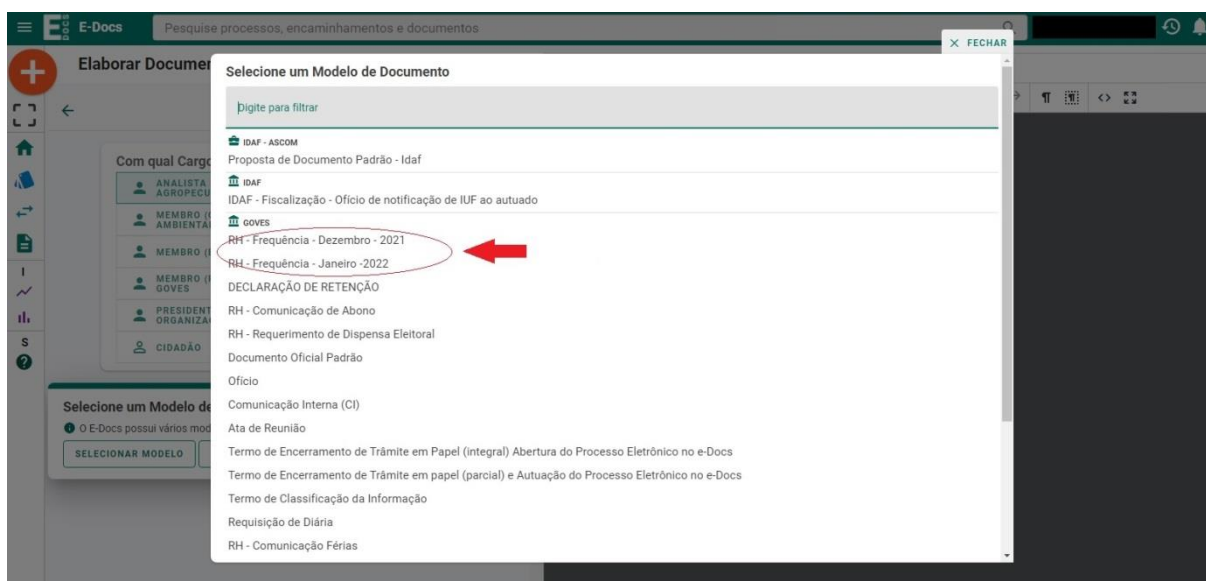 E-Docs
Pesquise processos, encaminhamentos e documentos
FECHAR
Elaborar Documen
Selecione um Modelo de Documento
Digite para filtrar
IDAF - ASCOM
Proposta de Documento Padrão - Idaf
IDAF
IDAF - Fiscalização - Ofício de notificação de IUF ao autuado
GOVES
RH - Frequência - Dezembro - 2021
RH - Frequência - Janeiro -2022
DECLARAÇÃO DE RETENÇÃO
RH - Comunicação de Abono
RH - Requerimento de Dispensa Eleitoral
Documento Oficial Padrão
Ofício
Comunicação Interna (CI)
Ata de Reunião
Termo de Encerramento de Trâmite em Papel (integral) Abertura do Processo Eletrônico no e-Docs
Termo de Encerramento de Trâmite em papel (parcial) e Autuação do Processo Eletrônico no e-Docs
Termo de Classificação da Informação
Requisição de Diária
RH - Comunicação Férias
Com qual Cargo
ANALISTA
AGROPECU
MEMBRO (
AMBIENTA
MEMBRO (
MEMBRO (
GOVES
PRESIDENT
ORGANIZA
CIDADÃO
I
S
Selecione um Modelo de
O E-Docs possui vários mod
SELECIONAR MODELO